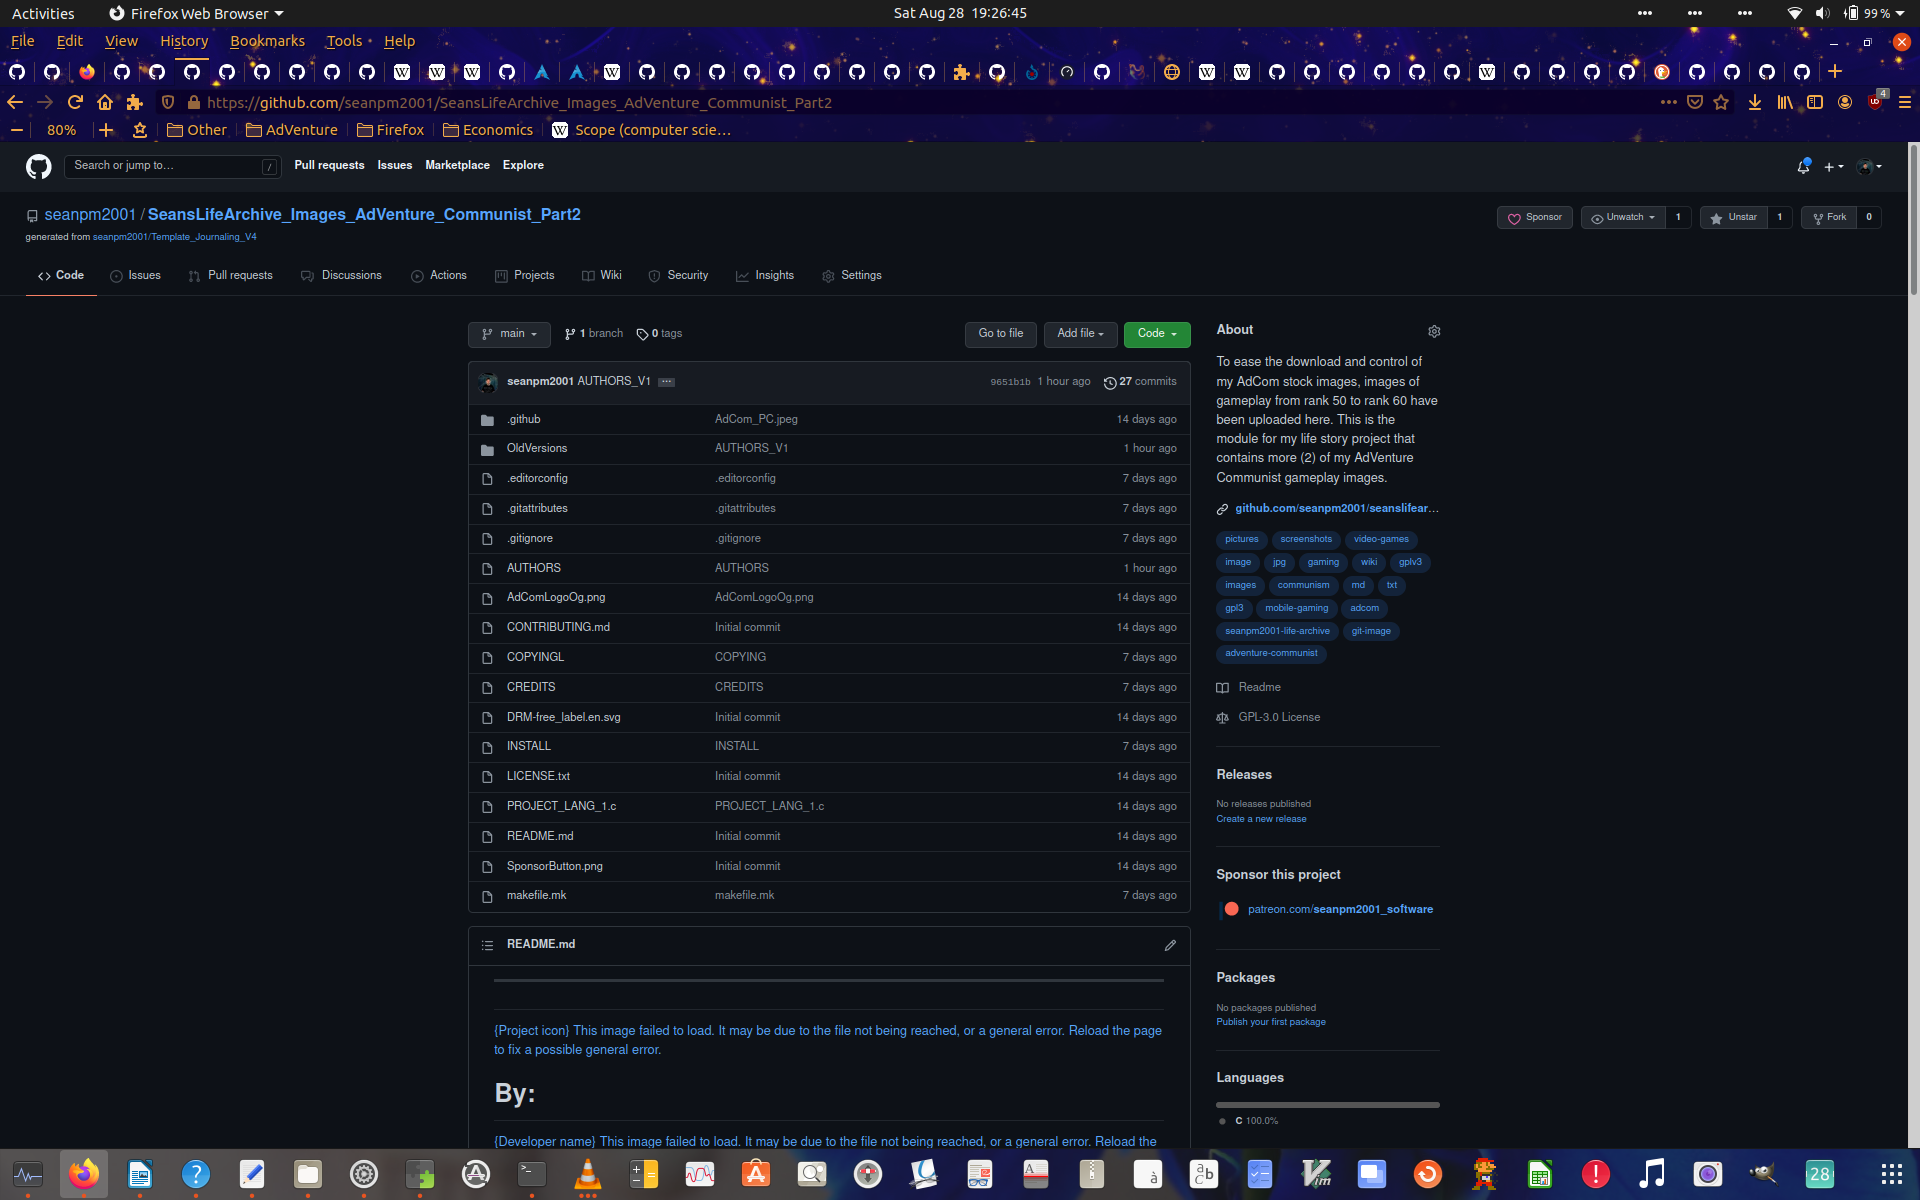 Activities
Firefox Web Browser
Sat Aug 28 19:26:45
99 %
File Edit View History Bookmarks Tools Help
https://github.com/seanpm2001/SeansLifeArchive_Images_AdVenture_Communist_Part2
4
80%
Other AdVenture Firefox Economics Scope (computer scie…
Search or jump to… /
Pull requests Issues Marketplace Explore
seanpm2001 / SeansLifeArchive_Images_AdVenture_Communist_Part2
generated from seanpm2001/Template_Journaling_V4
Sponsor Unwatch 1 Unstar 1 Fork 0
Code Issues Pull requests Discussions Actions Projects Wiki Security Insights Settings
main 1 branch 0 tags Go to file Add file Code
seanpm2001 AUTHORS_V1 … 9651b1b 1 hour ago 27 commits
.github AdCom_PC.jpeg 14 days ago
OldVersions AUTHORS_V1 1 hour ago
.editorconfig .editorconfig 7 days ago
.gitattributes .gitattributes 7 days ago
.gitignore .gitignore 7 days ago
AUTHORS AUTHORS 1 hour ago
AdComLogoOg.png AdComLogoOg.png 14 days ago
CONTRIBUTING.md Initial commit 14 days ago
COPYINGL COPYING 7 days ago
CREDITS CREDITS 7 days ago
DRM-free_label.en.svg Initial commit 14 days ago
INSTALL INSTALL 7 days ago
LICENSE.txt Initial commit 14 days ago
PROJECT_LANG_1.c PROJECT_LANG_1.c 14 days ago
README.md Initial commit 14 days ago
SponsorButton.png Initial commit 14 days ago
makefile.mk makefile.mk 7 days ago
README.md
{Project icon} This image failed to load. It may be due to the file not being reached, or a general error. Reload the page
to fix a possible general error.
By:
{Developer name} This image failed to load. It may be due to the file not being reached, or a general error. Reload the
About
To ease the download and control of
my AdCom stock images, images of
gameplay from rank 50 to rank 60 have
been uploaded here. This is the
module for my life story project that
contains more (2) of my AdVenture
Communist gameplay images.
github.com/seanpm2001/seanslifear…
pictures screenshots video-games
image jpg gaming wiki gplv3
images communism md txt
gpl3 mobile-gaming adcom
seanpm2001-life-archive git-image
adventure-communist
Readme
GPL-3.0 License
Releases
No releases published
Create a new release
Sponsor this project
patreon.com/seanpm2001_software
Packages
No packages published
Publish your first package
Languages
C 100.0%
28